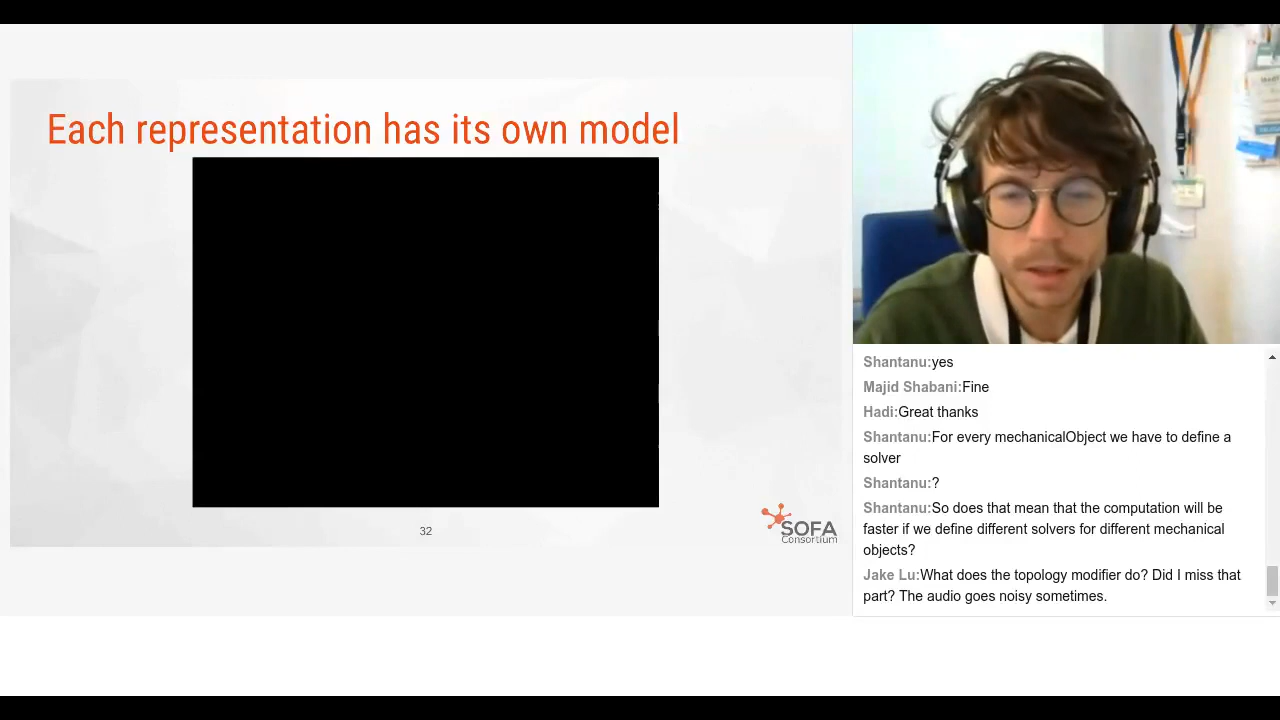 Each representation has its own model
32
SOFA
Consortium
Shantanu:yes
Majid Shabani:Fine
Hadi:Great thanks
Shantanu:For every mechanicalObject we have to define a
solver
Shantanu:?
Shantanu:So does that mean that the computation will be
faster if we define different solvers for different mechanical
objects?
Jake Lu:What does the topology modifier do? Did I miss that
part? The audio goes noisy sometimes.